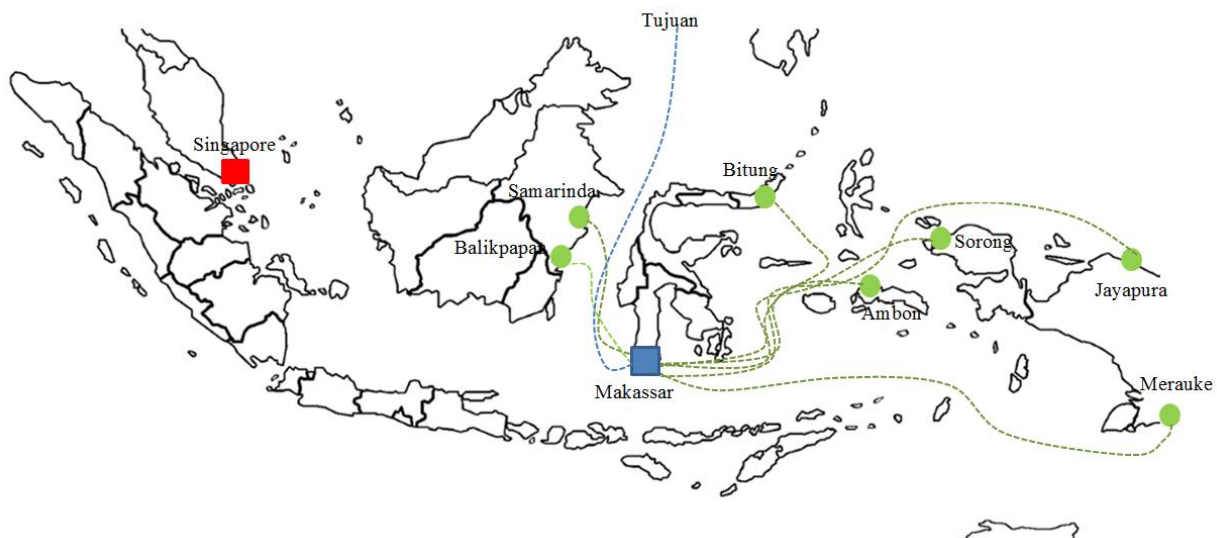 Tujuan
Singapore
Bitung
Samarinda
Balikpapan
Sorong
Jayapura
Ambon
Makassar
Merauke